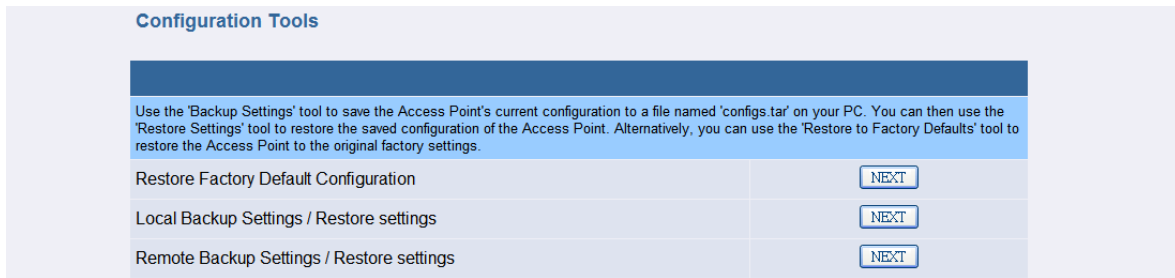 Configuration Tools
Use the 'Backup Settings' tool to save the Access Point's current configuration to a file named 'configs.tar' on your PC. You can then use the
'Restore Settings' tool to restore the saved configuration of the Access Point. Alternatively, you can use the 'Restore to Factory Defaults' tool to
restore the Access Point to the original factory settings.
Restore Factory Default Configuration NEXT
Local Backup Settings / Restore settings NEXT
Remote Backup Settings / Restore settings NEXT